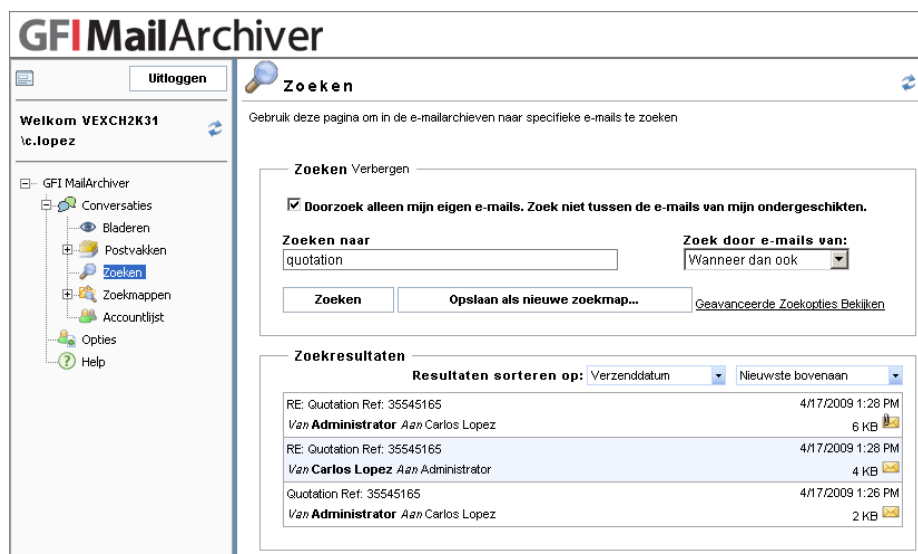 GFI MailArchiver
Uitloggen
Welkom VEXCH2K31
\c.lopez
GFI MailArchiver
Conversaties
Bladeren
Postvakken
Zoeken
Zoekmappen
Accountlijst
Opties
Help
Zoeken
Gebruik deze pagina om in de e-mailarchieven naar specifieke e-mails te zoeken
Zoeken Verbergen
Doorzoek alleen mijn eigen e-mails. Zoek niet tussen de e-mails van mijn ondergeschikten.
Zoeken naar
Zoek door e-mails van:
quotation
Wanneer dan ook
Zoeken
Opslaan als nieuwe zoekmap...
Geavanceerde Zoekopties Bekijken
Zoekresultaten
Resultaten sorteren op: Verzenddatum Nieuwste bovenaan
RE: Quotation Ref: 35545165 4/17/2009 1:28 PM
Van Administrator Aan Carlos Lopez 6 KB
RE: Quotation Ref: 35545165 4/17/2009 1:28 PM
Van Carlos Lopez Aan Administrator 4 KB
Quotation Ref: 35545165 4/17/2009 1:26 PM
Van Administrator Aan Carlos Lopez 2 KB